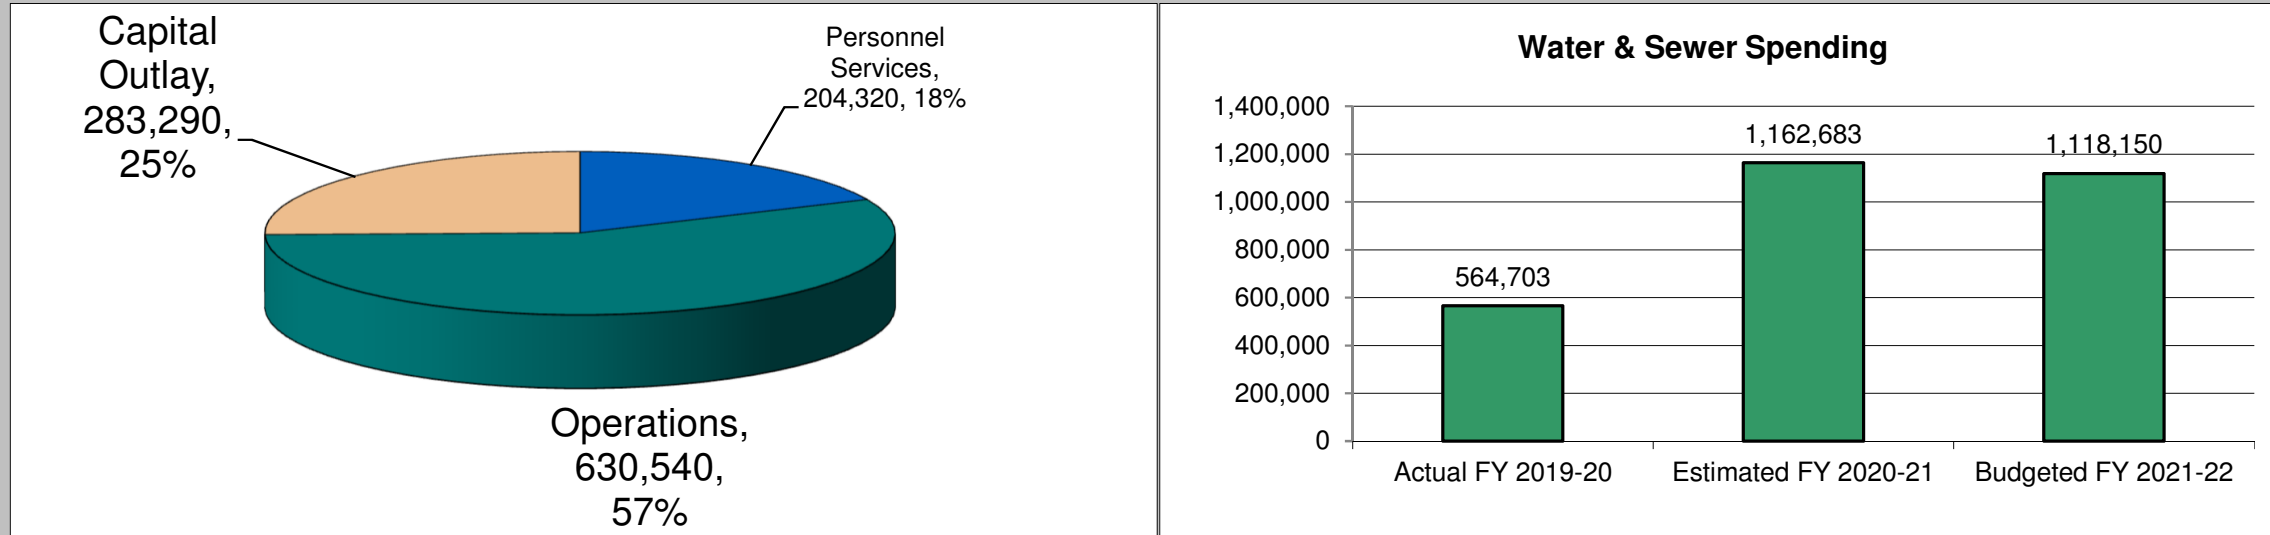 Capital
Outlay,
283,290,
25%
Personnel
Services,
204,320, 18%
Operations,
630,540,
57%
Water & Sewer Spending
1,400,000
1,200,000
1,000,000
800,000
600,000
400,000
200,000
0
564,703
1,162,683
1,118,150
Actual FY 2019-20
Estimated FY 2020-21
Budgeted FY 2021-22